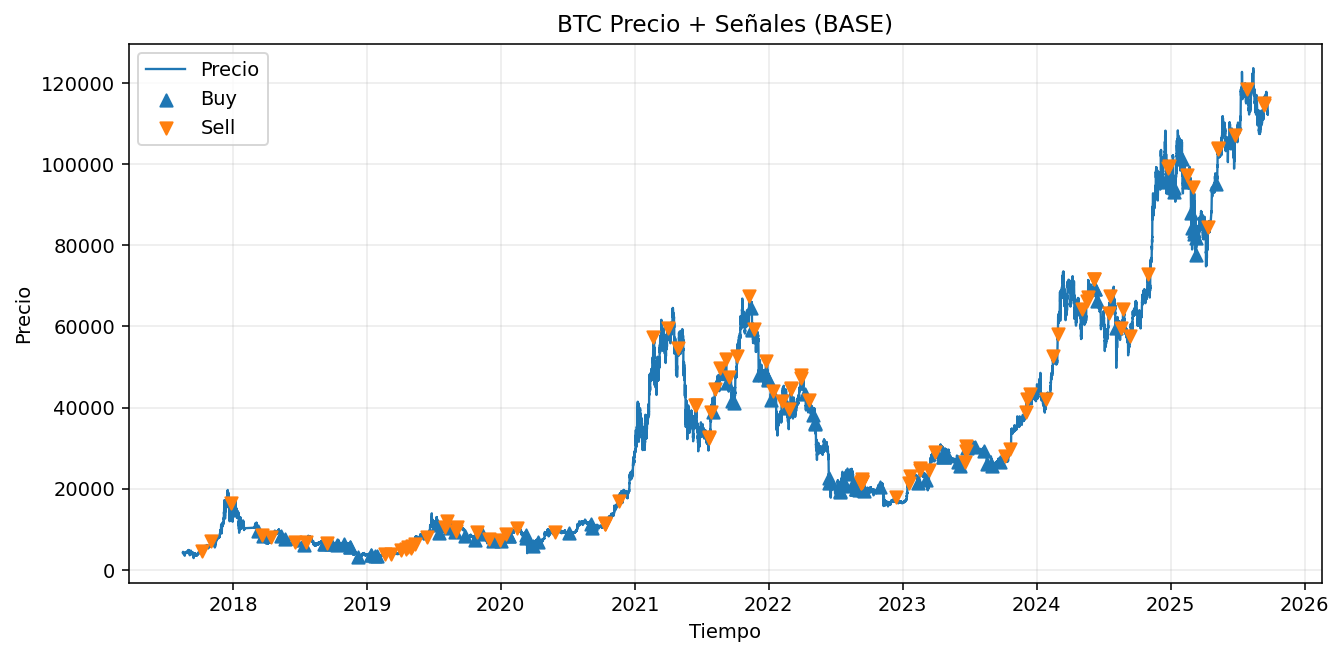 BTC Precio + Señales (BASE)
Precio
Buy
Sell
120000
100000
80000
60000
40000
20000
0
Precio
2018 2019 2020 2021 2022 2023 2024 2025 2026
Tiempo